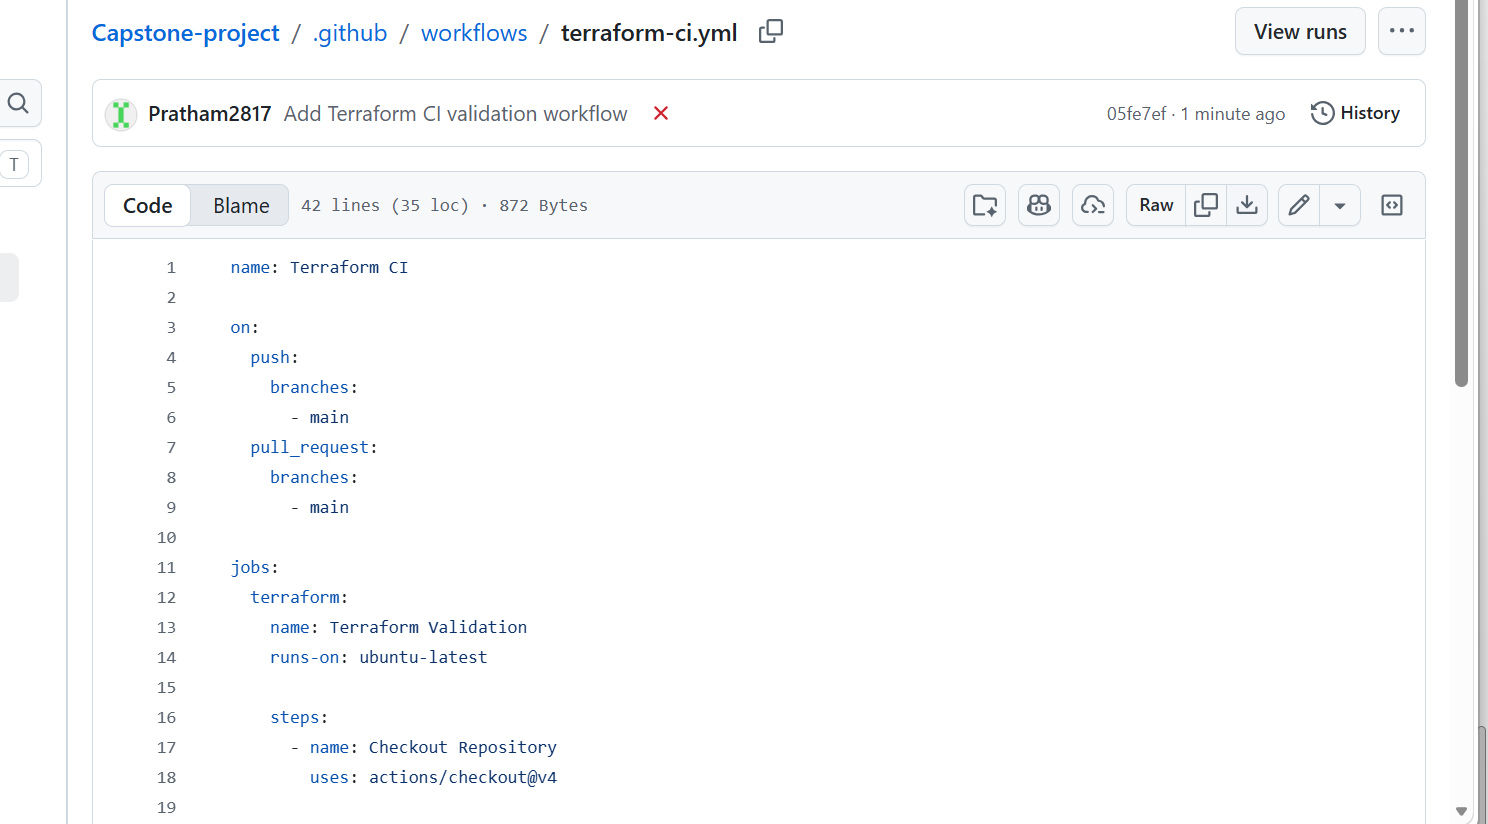 Capstone-project / .github / workflows / terraform-ci.yml
View runs
Pratham2817 Add Terraform CI validation workflow
05fe7ef · 1 minute ago
History
T
Code
Blame
42 lines (35 loc) · 872 Bytes
Raw
1 name: Terraform CI
2
3 on:
4 push:
5 branches:
6 - main
7 pull_request:
8 branches:
9 - main
10
11 jobs:
12 terraform:
13 name: Terraform Validation
14 runs-on: ubuntu-latest
15
16 steps:
17 - name: Checkout Repository
18 uses: actions/checkout@v4
19